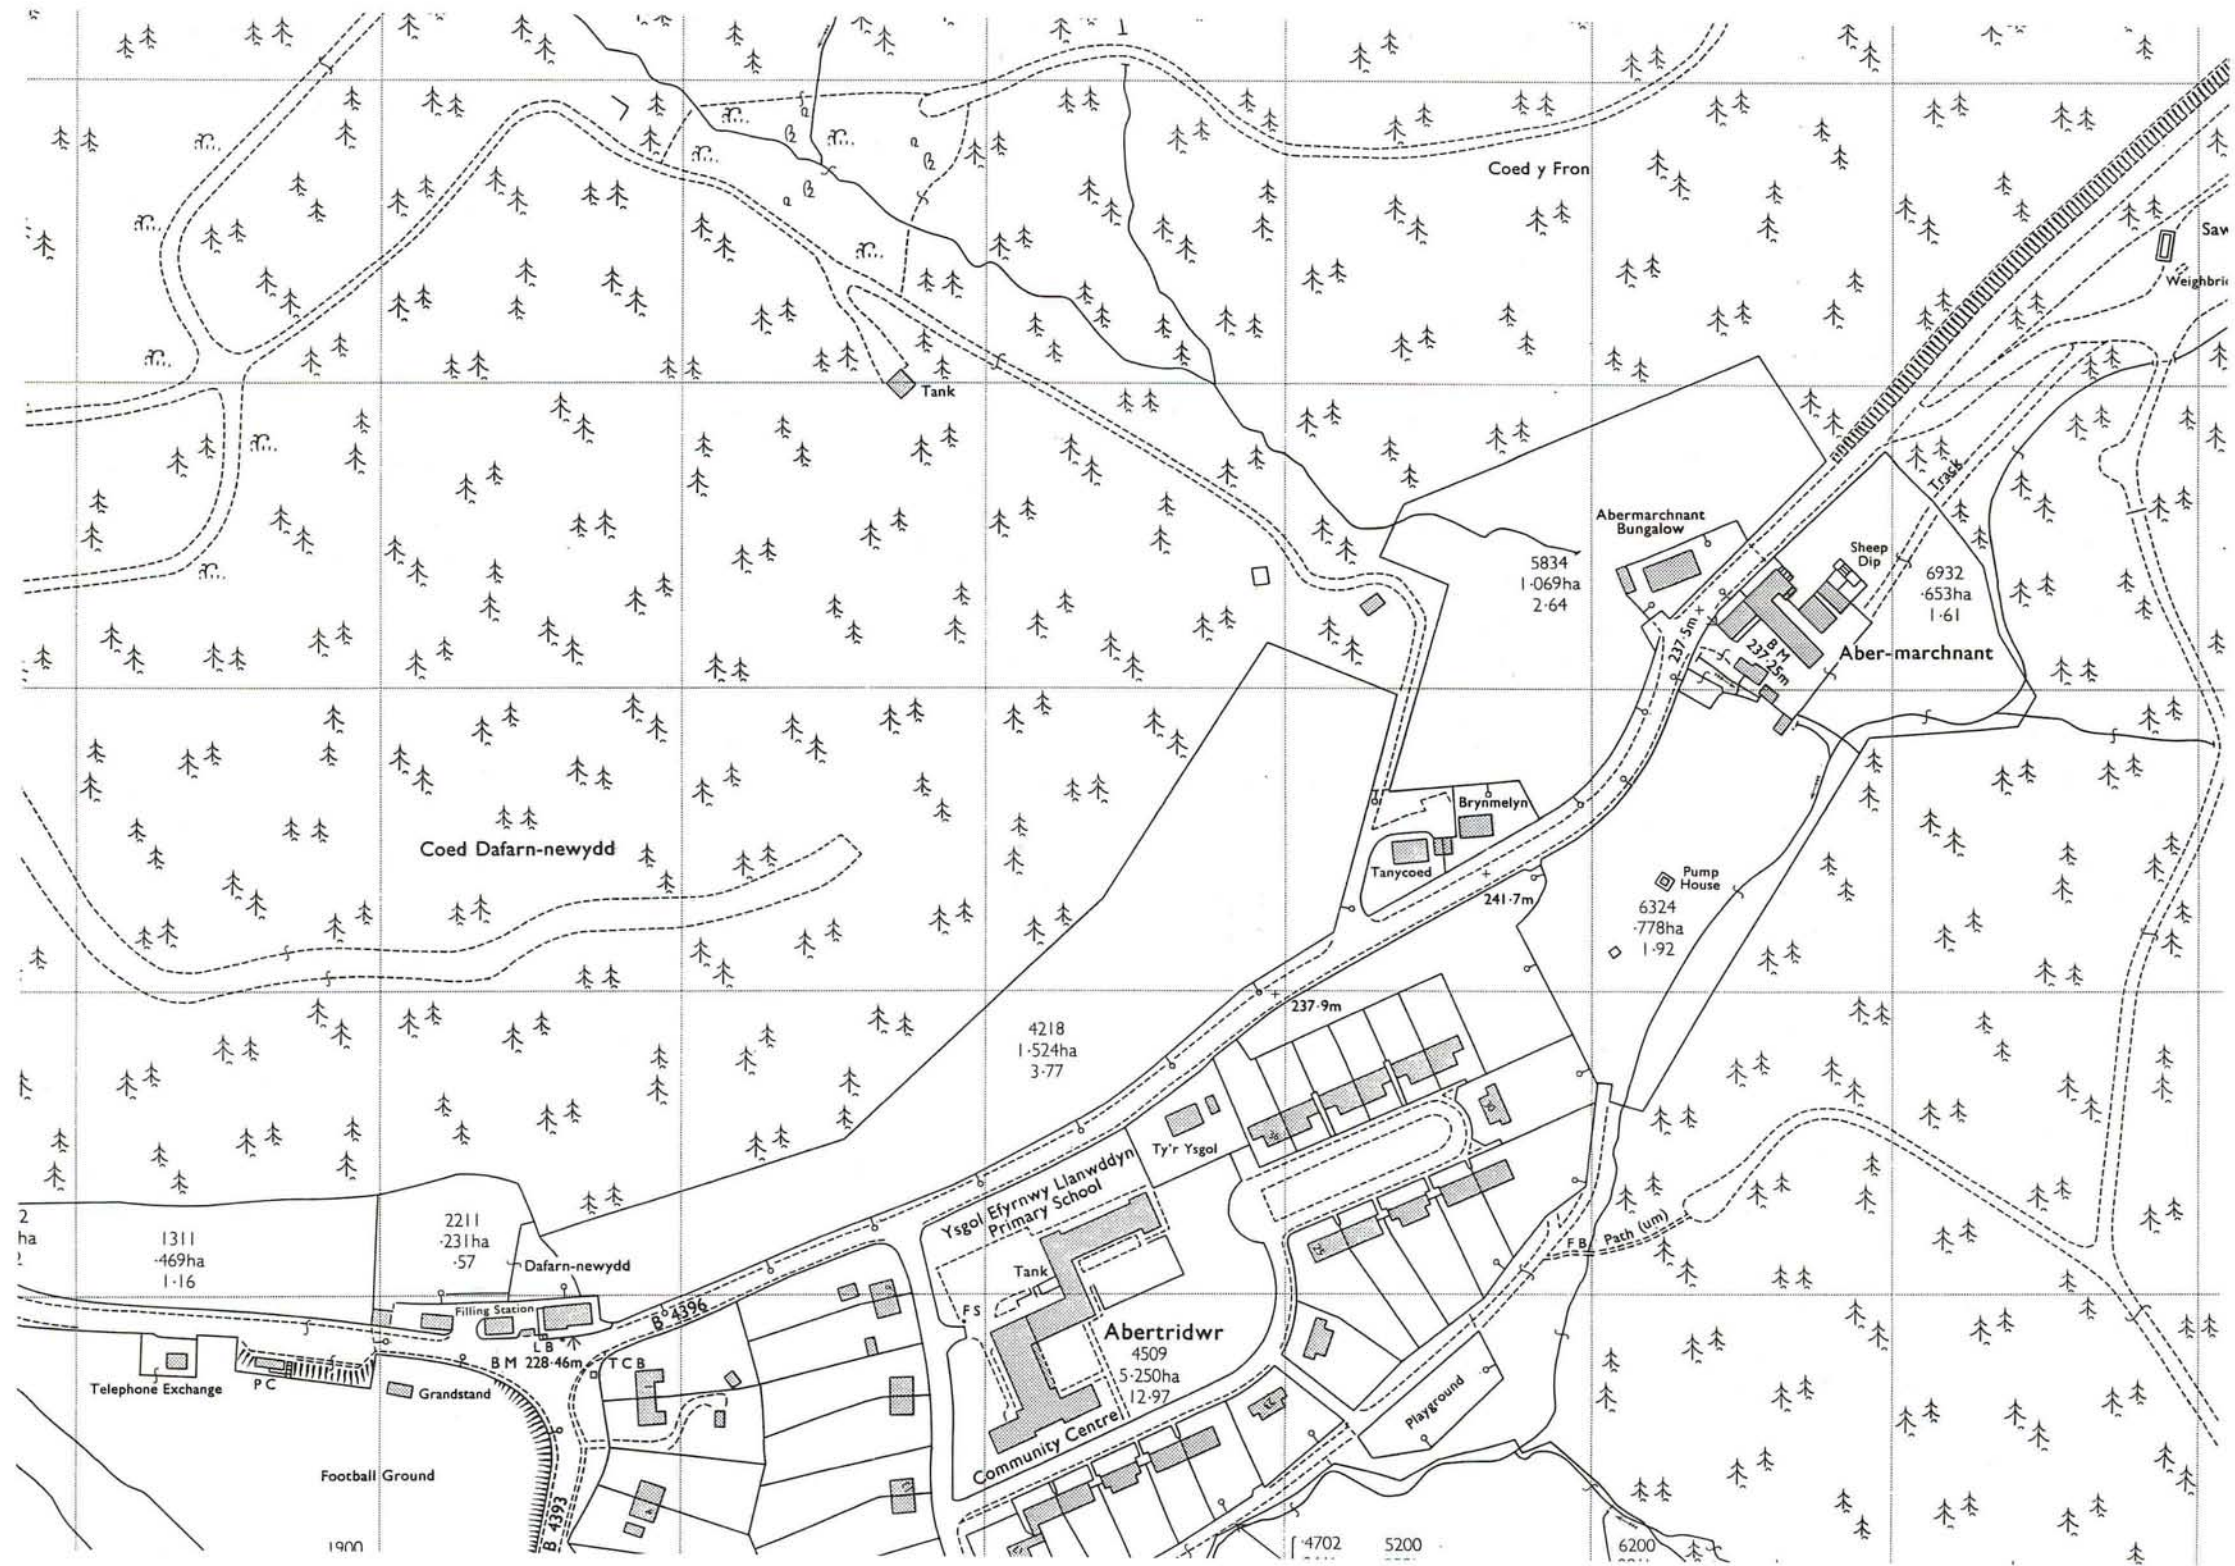 Coed y Fron
Weighbri
Tank
Track
Abermarchnant
Bungalow
Sheep
Dip
5834
1·069ha
2·64
6932
·653ha
1·61
237·5m
B M
237·25m
Aber-marchnant
Brynmelyn
Coed Dafarn-newydd
Tanycoed
Pump
House
241·7m
6324
·778ha
1·92
237·9m
4218
1·524ha
3·77
Ty'r Ysgol
Ysgol Efyrnwy Llanwddyn
Primary School
2
ha
2
1311
·469ha
1·16
2211
·231ha
·57
Dafarn-newydd
Path (um)
F B
Tank
Filling Station
B 4396
F S
L B
Abertridwr
4509
5·250ha
12·97
B M 228·46m
T C B
Telephone Exchange
P C
Grandstand
Playground
Community Centre
Football Ground
B 4393
1900
4702
5200
6200